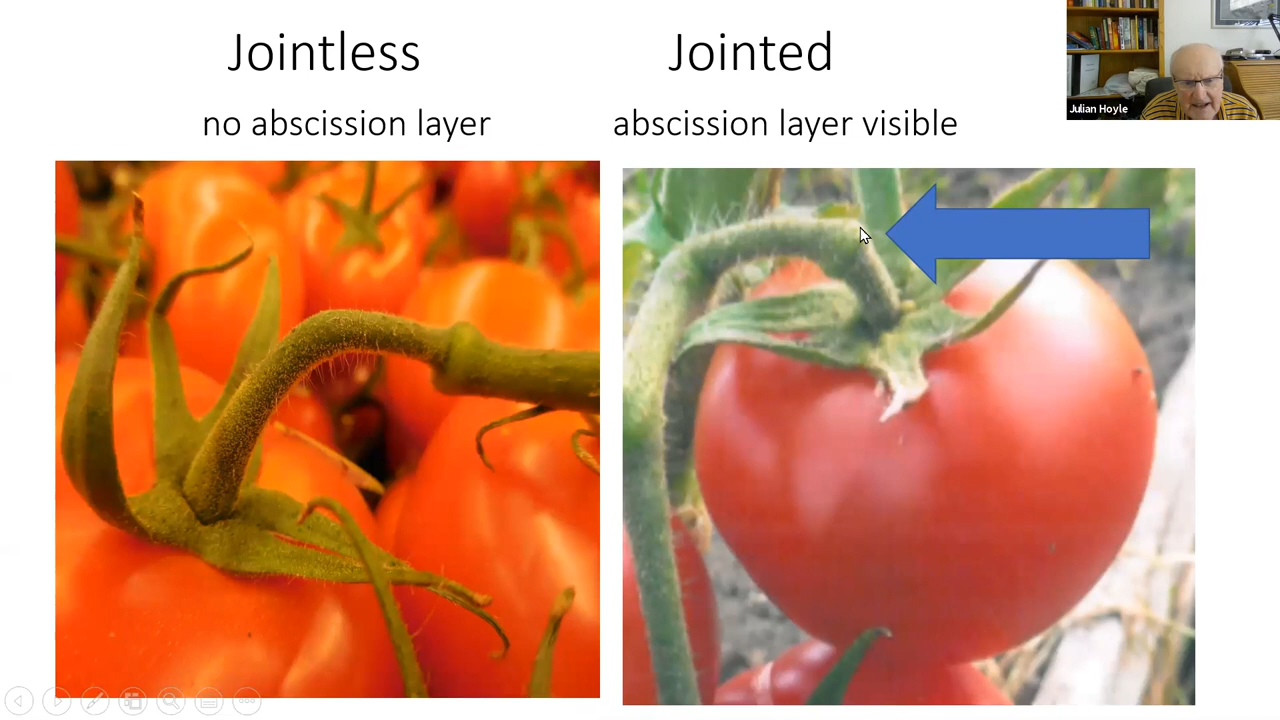 Jointless
Jointed
no abscission layer
abscission layer visible
Julian Hoyle